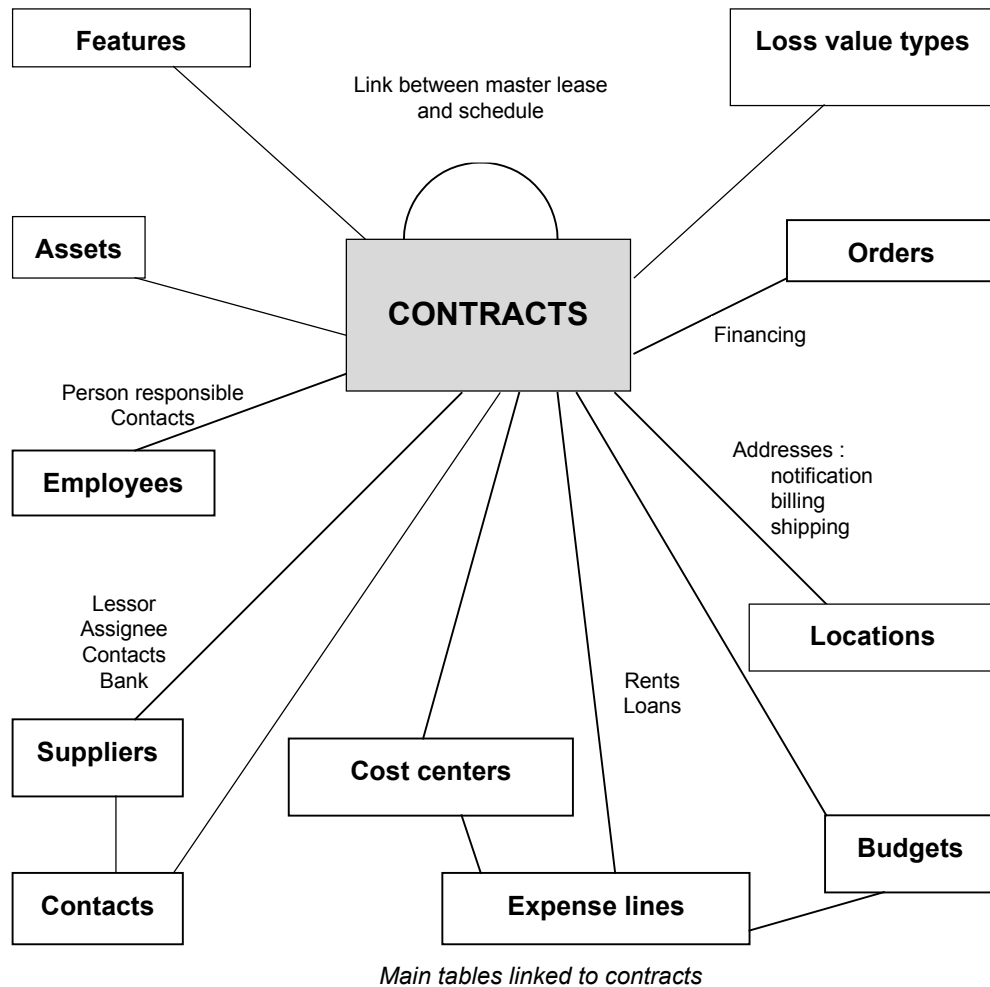 Features
Loss value types
Link between master lease
and schedule
Assets
Orders
CONTRACTS
Financing
Person responsible
Contacts
Employees
Addresses :
notification
billing
shipping
Lessor
Assignee
Contacts
Bank
Locations
Rents
Loans
Suppliers
Cost centers
Budgets
Contacts
Expense lines
Main tables linked to contracts